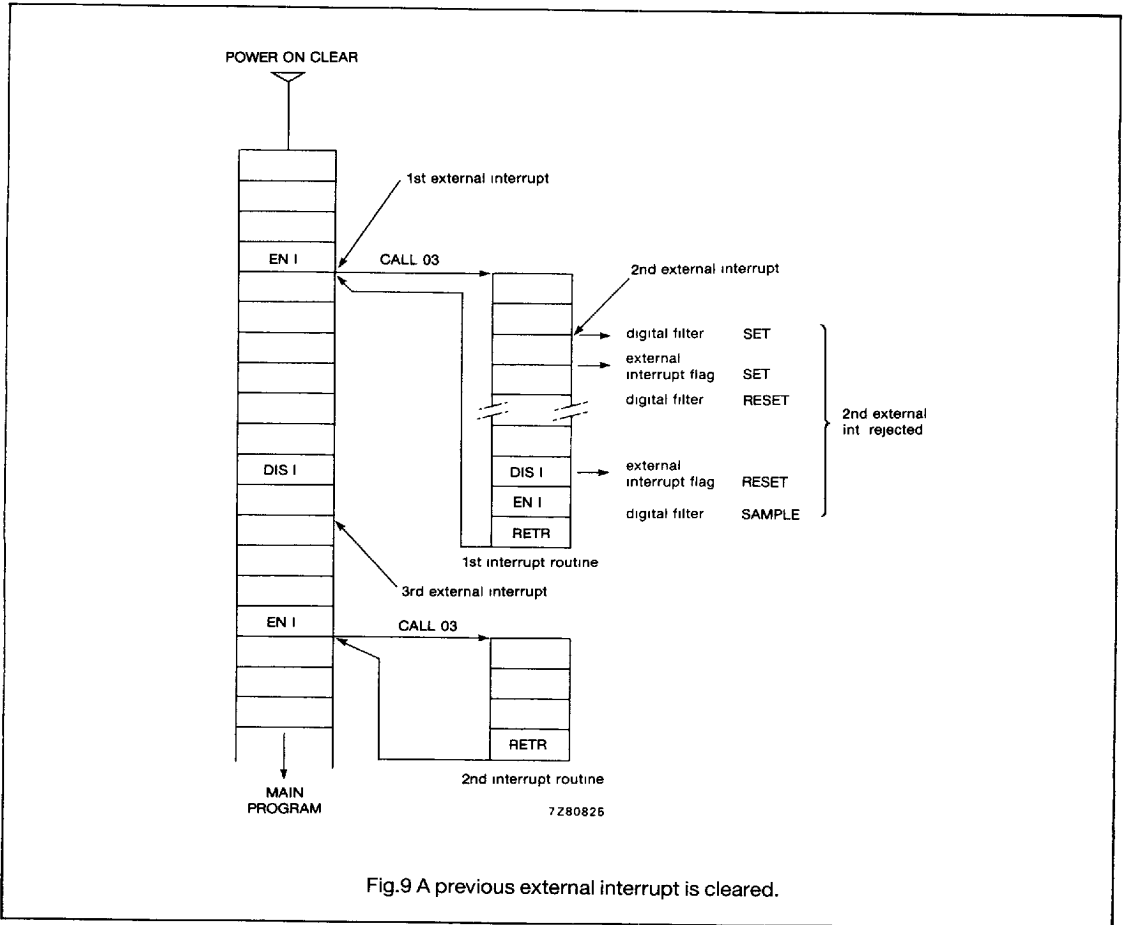 POWER ON CLEAR
1st external interrupt
EN I
CALL 03
2nd external interrupt
digital filter SET
external
interrupt flag SET
digital filter RESET
2nd external
int rejected
DIS I
DIS I
external
interrupt flag RESET
EN I
digital filter SAMPLE
RETR
1st interrupt routine
3rd external interrupt
EN I
CALL 03
RETR
2nd interrupt routine
MAIN
PROGRAM
7Z80826
Fig.9 A previous external interrupt is cleared.